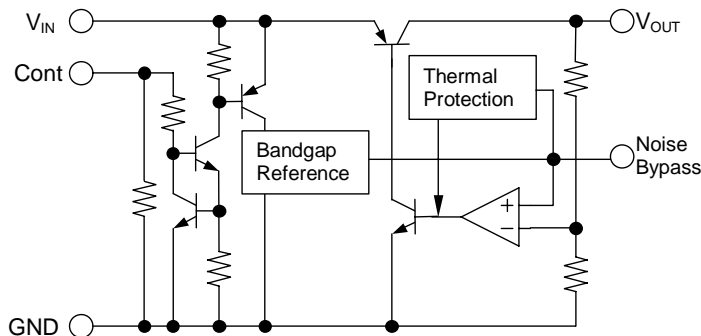 VIN
VOUT
Cont
Thermal
Protection
Bandgap
Reference
Noise
Bypass
+
−
GND